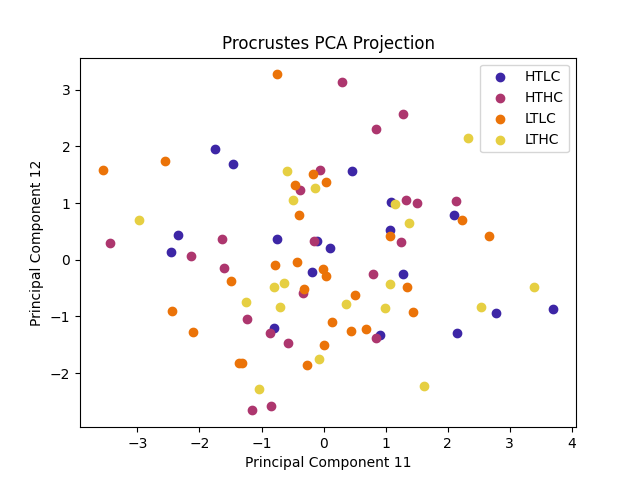 Procrustes PCA Projection
HTLC
HTHC
LTLC
LTHC
3
2
1
0
−1
−2
Principal Component 12
−3 −2 −1 0 1 2 3 4
Principal Component 11